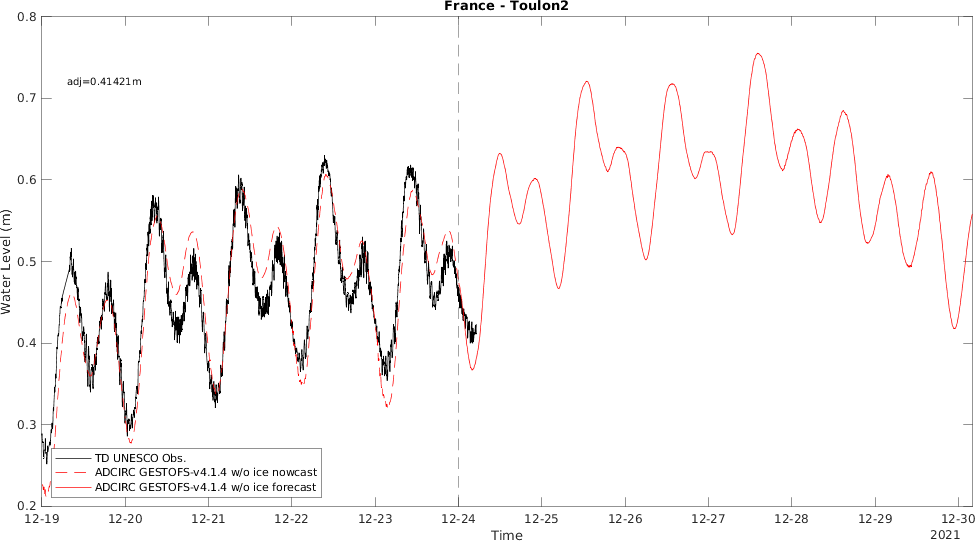 France - Toulon2
0.8
adj=0.41421m
0.7
0.6
0.5
0.4
0.3
0.2
Water Level (m)
TD UNESCO Obs.
ADCIRC GESTOFS-v4.1.4 w/o ice nowcast
ADCIRC GESTOFS-v4.1.4 w/o ice forecast
12-19 12-20 12-21 12-22 12-23 12-24 12-25 12-26 12-27 12-28 12-29 12-30
Time
2021